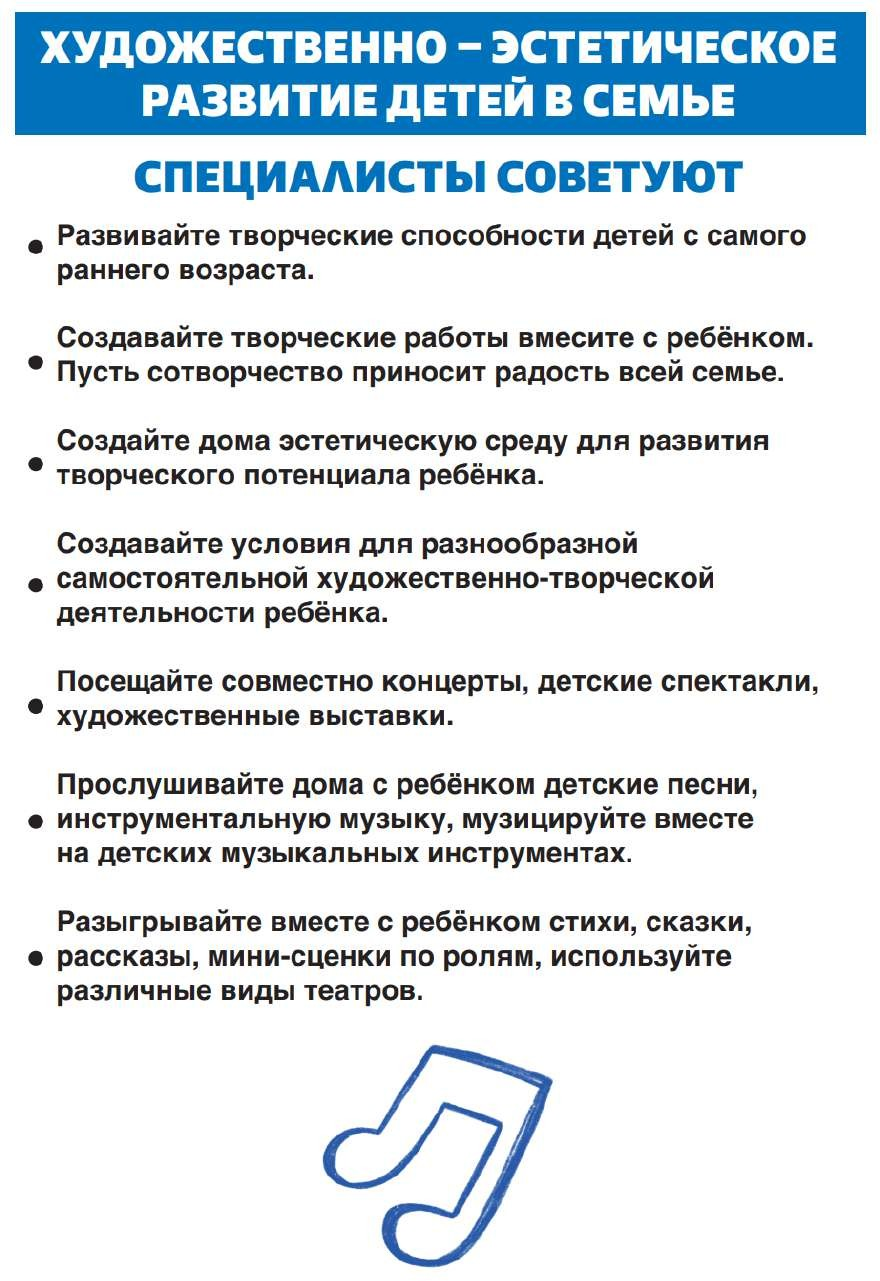 ХУДОЖЕСТВЕННО – ЭСТЕТИЧЕСКОЕ
РАЗВИТИЕ ДЕТЕЙ В СЕМЬЕ
СПЕЦИАЛИСТЫ СОВЕТУЮТ
• Развивайте творческие способности детей с самого
раннего возраста.
• Создавайте творческие работы вмесите с ребёнком.
Пусть сотворчество приносит радость всей семье.
• Создайте дома эстетическую среду для развития
творческого потенциала ребёнка.
• Создавайте условия для разнообразной
самостоятельной художественно-творческой
деятельности ребёнка.
• Посещайте совместно концерты, детские спектакли,
художественные выставки.
• Прослушивайте дома с ребёнком детские песни,
инструментальную музыку, музицируйте вместе
на детских музыкальных инструментах.
• Разыгрывайте вместе с ребёнком стихи, сказки,
рассказы, мини-сценки по ролям, используйте
различные виды театров.